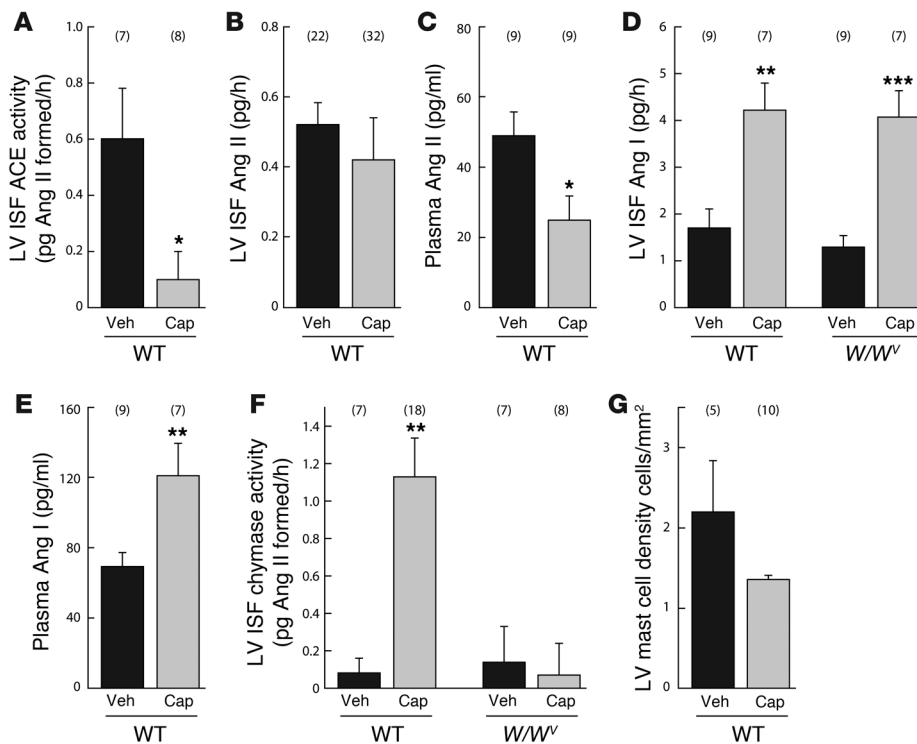 A
LV ISF ACE activity
(pg Ang II formed/h)
1.0
0.8
0.6
0.4
0.2
0
(7) (8)
*
Veh Cap
WT
B
LV ISF Ang II (pg/h)
0.8
0.6
0.4
0.2
0
(22) (32)
Veh Cap
WT
C
Plasma Ang II (pg/ml)
80
60
40
20
0
(9) (9)
*
Veh Cap
WT
D
LV ISF Ang I (pg/h)
6
5
4
3
2
1
0
(9) (7) (9) (7)
** ***
Veh Cap Veh Cap
WT W/Wv
E
Plasma Ang I (pg/ml)
160
120
80
40
0
(9) (7)
**
Veh Cap
WT
F
LV ISF chymase activity
(pg Ang II formed/h)
1.4
1.2
1.0
0.8
0.6
0.4
0.2
0
(7) (18) (7) (8)
**
Veh Cap Veh Cap
WT W/Wv
G
LV mast cell density cells/mm2
3
2
1
0
(5) (10)
Veh Cap
WT